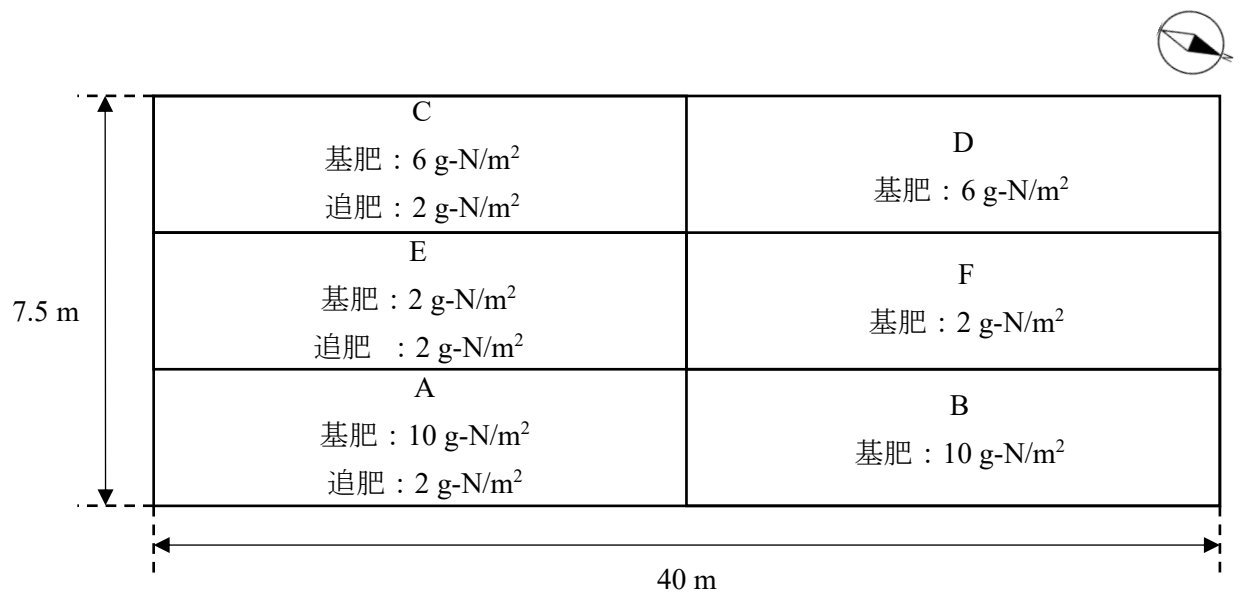 N
C
基肥：6 g-N/m²
追肥：2 g-N/m²
D
基肥：6 g-N/m²
E
基肥：2 g-N/m²
追肥　：2 g-N/m²
F
基肥：2 g-N/m²
7.5 m
A
基肥：10 g-N/m²
追肥：2 g-N/m²
B
基肥：10 g-N/m²
40 m